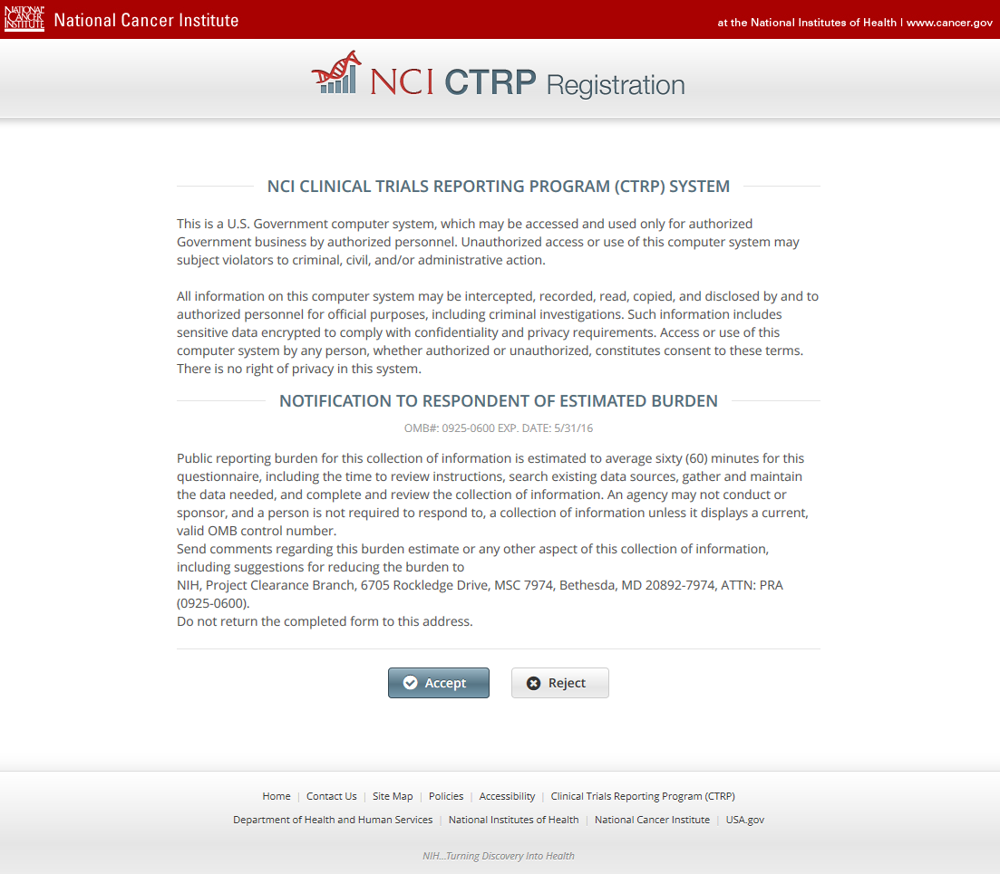 NATIONAL CANCER INSTITUTE
National Cancer Institute
at the National Institutes of Health | www.cancer.gov
NCI CTRP Registration
NCI CLINICAL TRIALS REPORTING PROGRAM (CTRP) SYSTEM
This is a U.S. Government computer system, which may be accessed and used only for authorized
Government business by authorized personnel. Unauthorized access or use of this computer system may
subject violators to criminal, civil, and/or administrative action.
All information on this computer system may be intercepted, recorded, read, copied, and disclosed by and to
authorized personnel for official purposes, including criminal investigations. Such information includes
sensitive data encrypted to comply with confidentiality and privacy requirements. Access or use of this
computer system by any person, whether authorized or unauthorized, constitutes consent to these terms.
There is no right of privacy in this system.
NOTIFICATION TO RESPONDENT OF ESTIMATED BURDEN
OMB#: 0925-0600 EXP. DATE: 5/31/16
Public reporting burden for this collection of information is estimated to average sixty (60) minutes for this
questionnaire, including the time to review instructions, search existing data sources, gather and maintain
the data needed, and complete and review the collection of information. An agency may not conduct or
sponsor, and a person is not required to respond to, a collection of information unless it displays a current,
valid OMB control number.
Send comments regarding this burden estimate or any other aspect of this collection of information,
including suggestions for reducing the burden to
NIH, Project Clearance Branch, 6705 Rockledge Drive, MSC 7974, Bethesda, MD 20892-7974, ATTN: PRA
(0925-0600).
Do not return the completed form to this address.
Accept Reject
Home | Contact Us | Site Map | Policies | Accessibility | Clinical Trials Reporting Program (CTRP)
Department of Health and Human Services | National Institutes of Health | National Cancer Institute | USA.gov
NIH...Turning Discovery Into Health